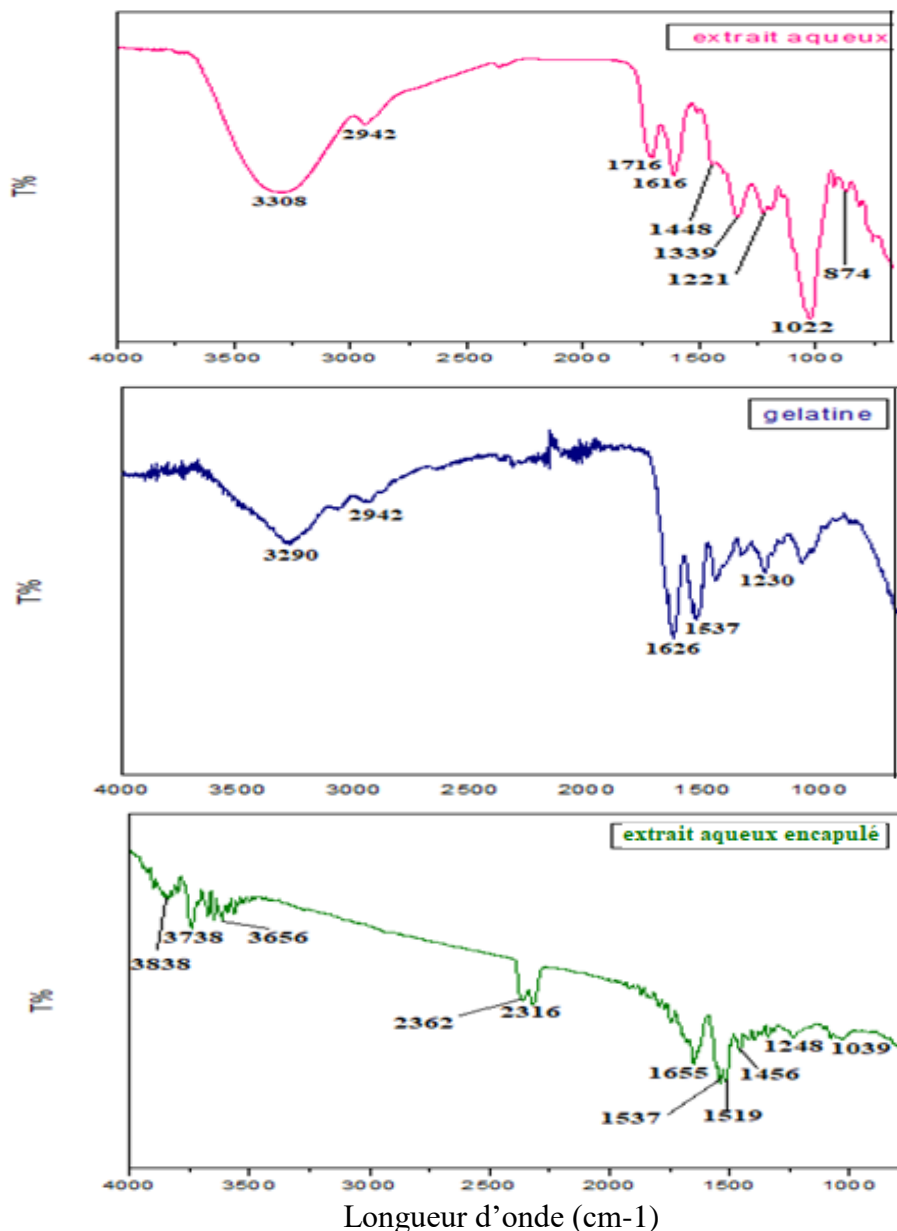 extrait aqueux
T%
2942
3308
1716
1616
1448
1339
1221
874
1022
4000 3500 3000 2500 2000 1500 1000
gelatine
T%
2942
3290
1230
1537
1626
4000 3500 3000 2500 2000 1500 1000
extrait aqueux encapulé
T%
3738 3656
3838
2362 2316
1248 1039
1655 1456
1537 1519
4000 3500 3000 2500 2000 1500 1000
Longueur d'onde (cm-1)